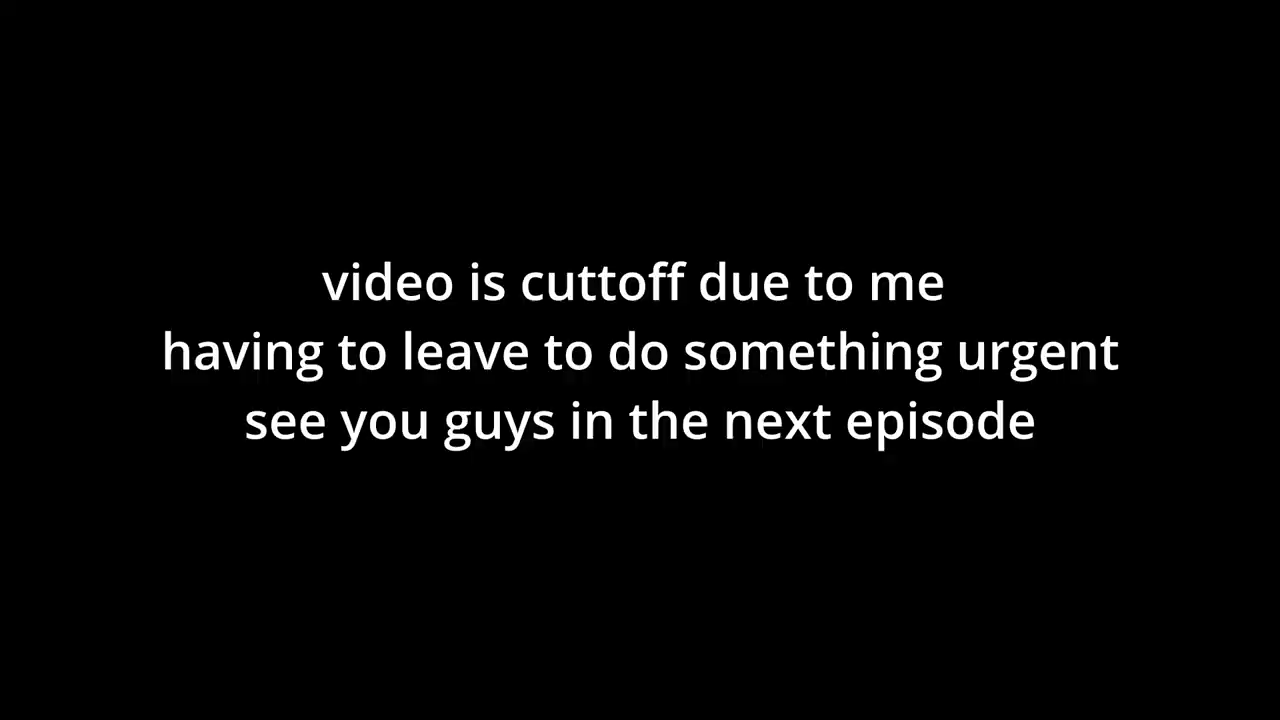 video is cuttoff due to me
having to leave to do something urgent
see you guys in the next episode